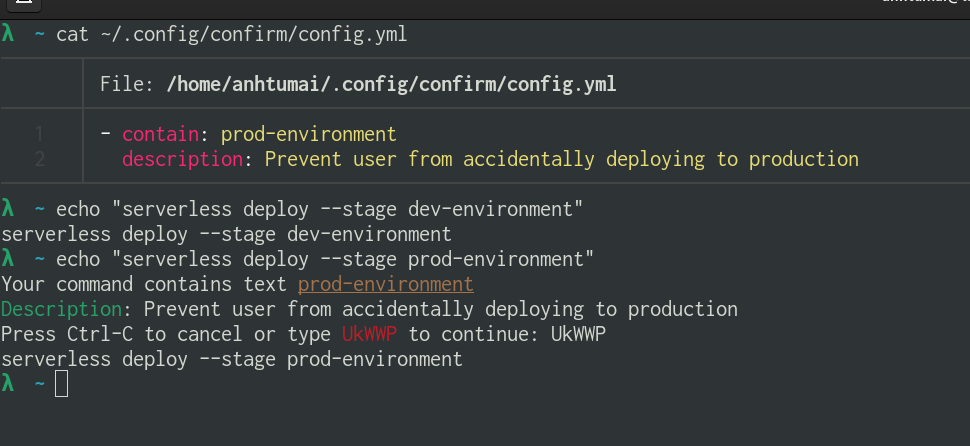 λ ~ cat ~/.config/confirm/config.yml
File: /home/anhtumai/.config/confirm/config.yml
1 - contain: prod-environment
2 description: Prevent user from accidentally deploying to production
λ ~ echo "serverless deploy --stage dev-environment"
serverless deploy --stage dev-environment
λ ~ echo "serverless deploy --stage prod-environment"
Your command contains text prod-environment
Description: Prevent user from accidentally deploying to production
Press Ctrl-C to cancel or type UkWWP to continue: UkWWP
serverless deploy --stage prod-environment
λ ~